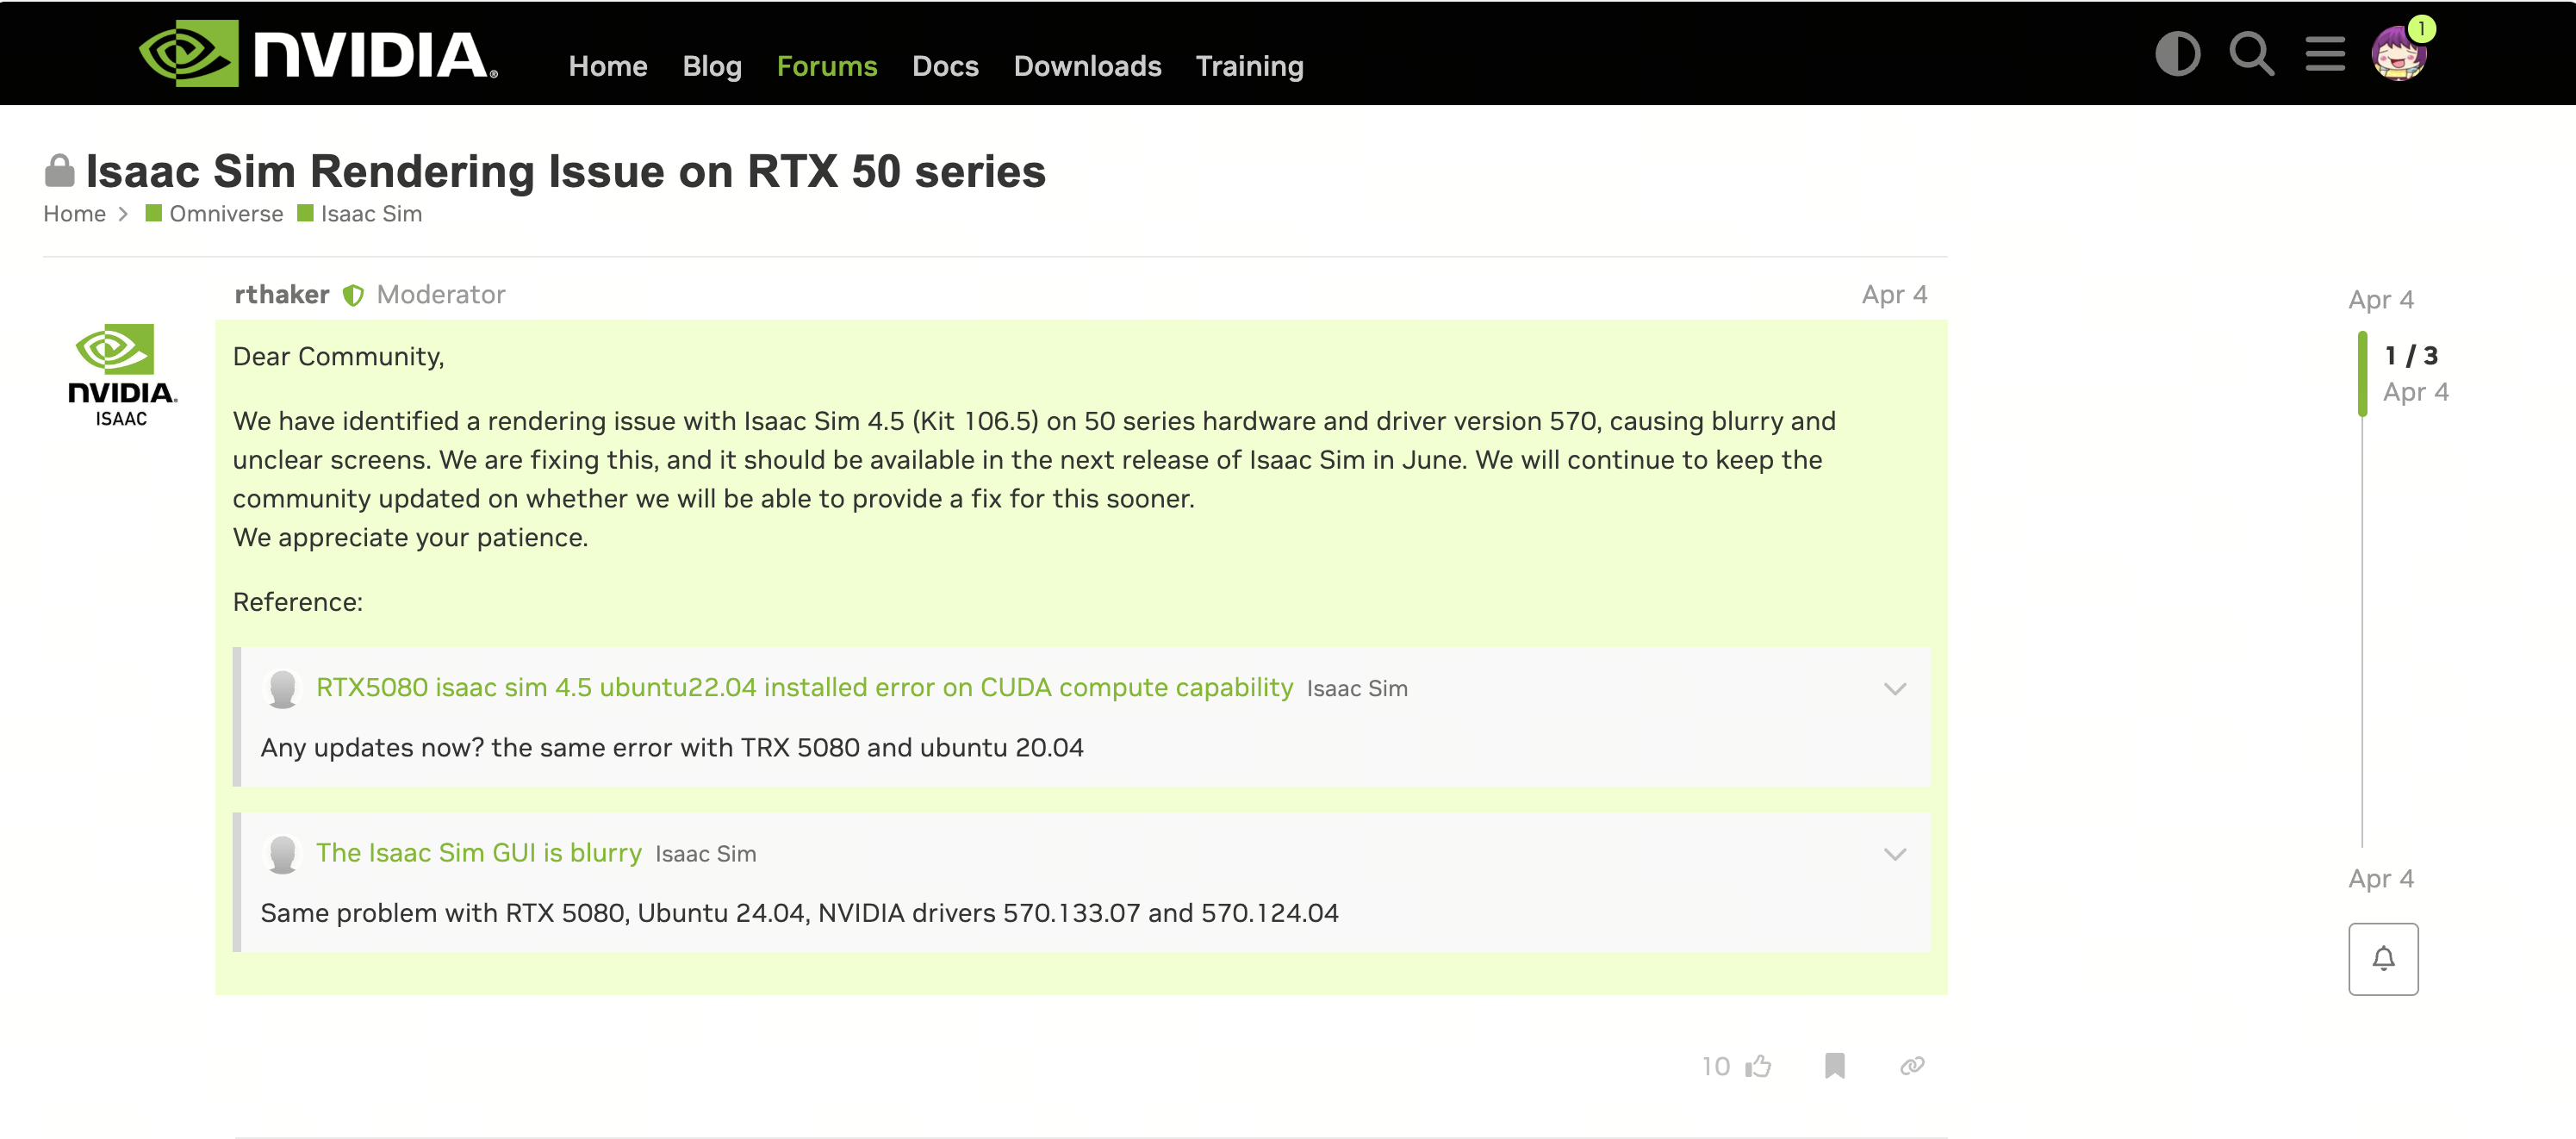 NVIDIA®
Home Blog Forums Docs Downloads Training
1
Isaac Sim Rendering Issue on RTX 50 series
Home Omniverse Isaac Sim
rthaker Moderator Apr 4
NVIDIA.
ISAAC
Dear Community,
We have identified a rendering issue with Isaac Sim 4.5 (Kit 106.5) on 50 series hardware and driver version 570, causing blurry and
unclear screens. We are fixing this, and it should be available in the next release of Isaac Sim in June. We will continue to keep the
community updated on whether we will be able to provide a fix for this sooner.
We appreciate your patience.
Reference:
RTX5080 isaac sim 4.5 ubuntu22.04 installed error on CUDA compute capability Isaac Sim
Any updates now? the same error with TRX 5080 and ubuntu 20.04
The Isaac Sim GUI is blurry Isaac Sim
Same problem with RTX 5080, Ubuntu 24.04, NVIDIA drivers 570.133.07 and 570.124.04
10
Apr 4
1 / 3
Apr 4
Apr 4